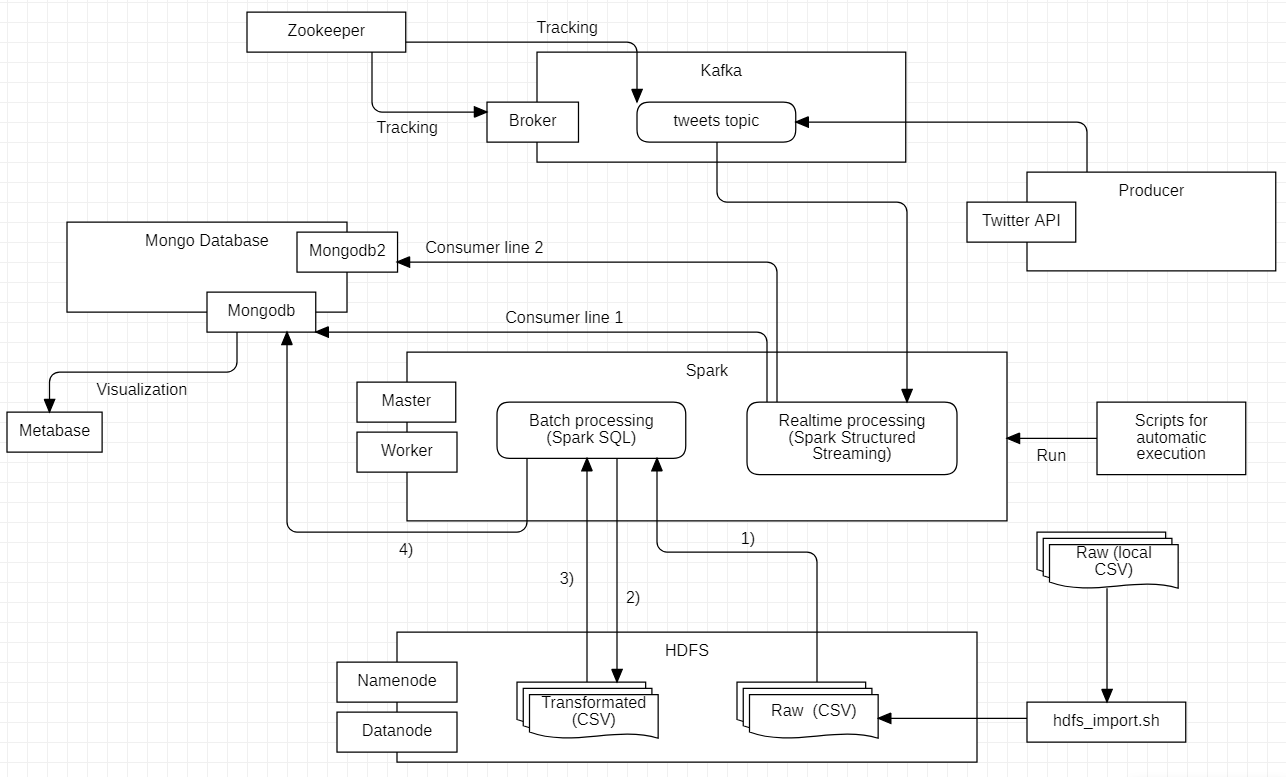 Zookeeper
Tracking
Kafka
Tracking
Broker
tweets topic
Producer
Twitter API
Mongo Database
Mongodb2
Consumer line 2
Mongodb
Consumer line 1
Visualization
Metabase
Spark
Master
Worker
Batch processing
(Spark SQL)
Realtime processing
(Spark Structured
Streaming)
Run
Scripts for
automatic
execution
4)
1)
3)
2)
Raw (local
CSV)
HDFS
Namenode
Datanode
Transformated
(CSV)
Raw (CSV)
hdfs_import.sh